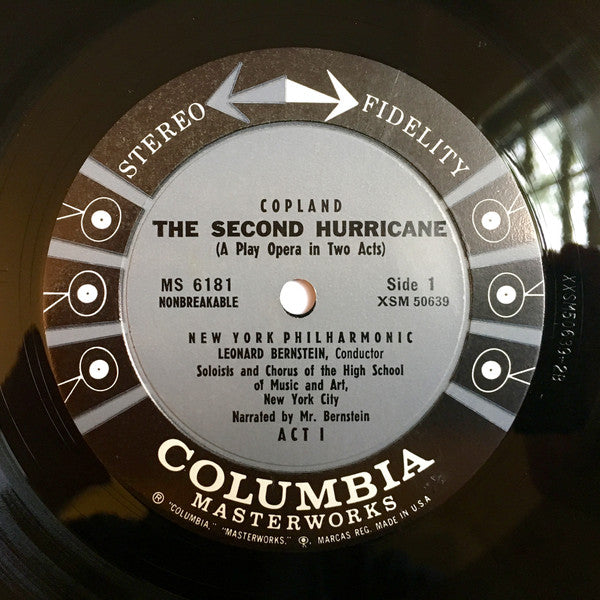 STEREO FIDELITY
COPLAND
THE SECOND HURRICANE
(A Play Opera in Two Acts)
MS 6181
NONBREAKABLE
Side 1
XSM 50639
NEW YORK PHILHARMONIC
LEONARD BERNSTEIN, Conductor
Soloists and Chorus of the High School
of Music and Art,
New York City
Narrated by Mr. Bernstein
ACT I
COLUMBIA
MASTERWORKS
® "COLUMBIA," "MASTERWORKS," ℗. MARCAS REG. MADE IN U.S.A.
XXSM50639-2B